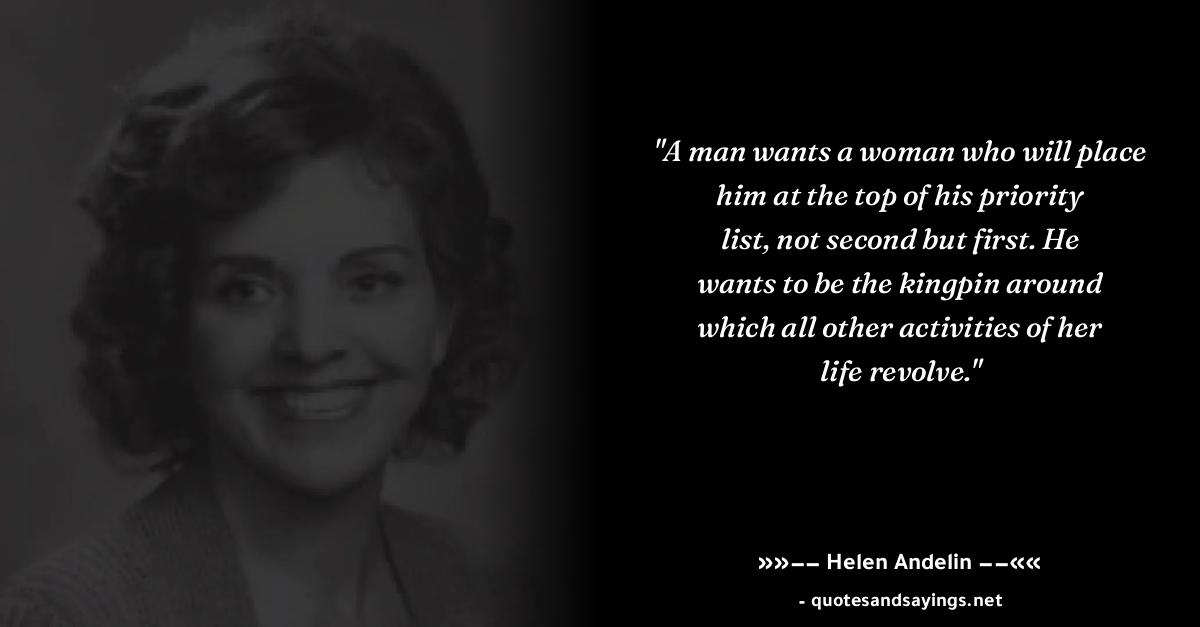 "A man wants a woman who will place
him at the top of his priority
list, not second but first. He
wants to be the kingpin around
which all other activities of her
life revolve."
»»–– Helen Andelin ––««
- quotesandsayings.net